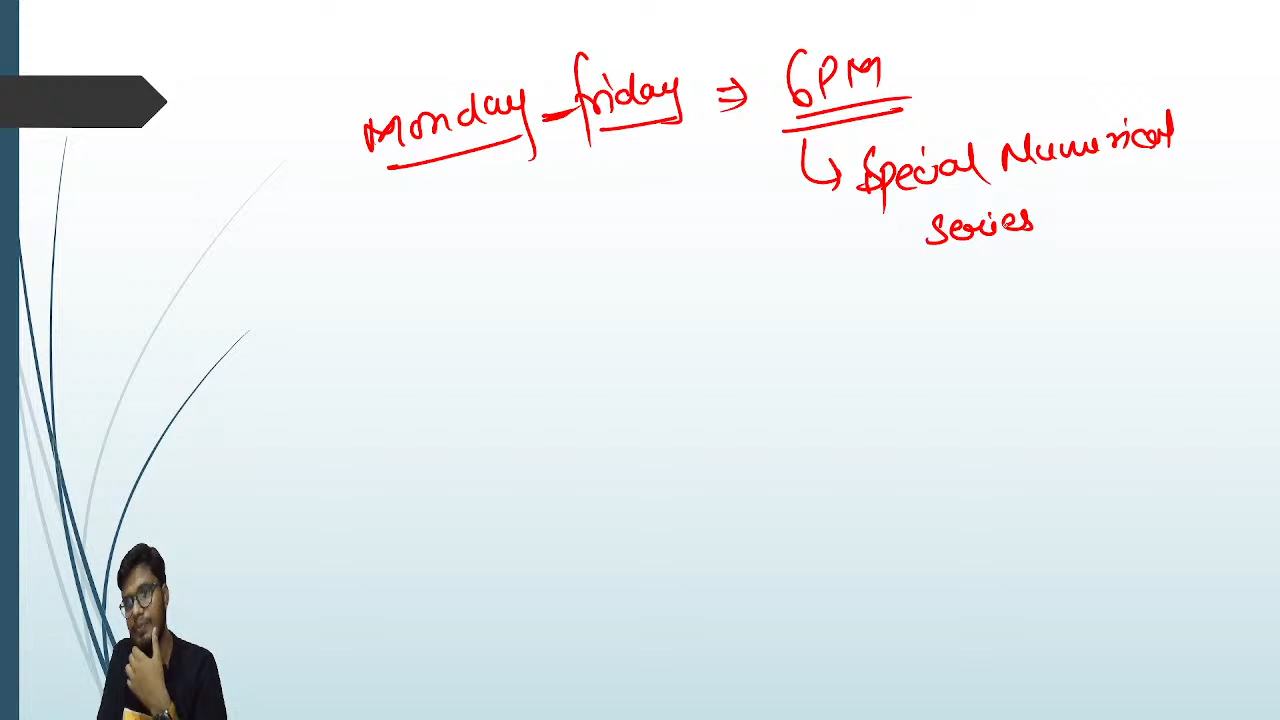 Monday - friday ⇒ 6PM
↳ Special Numerical
series